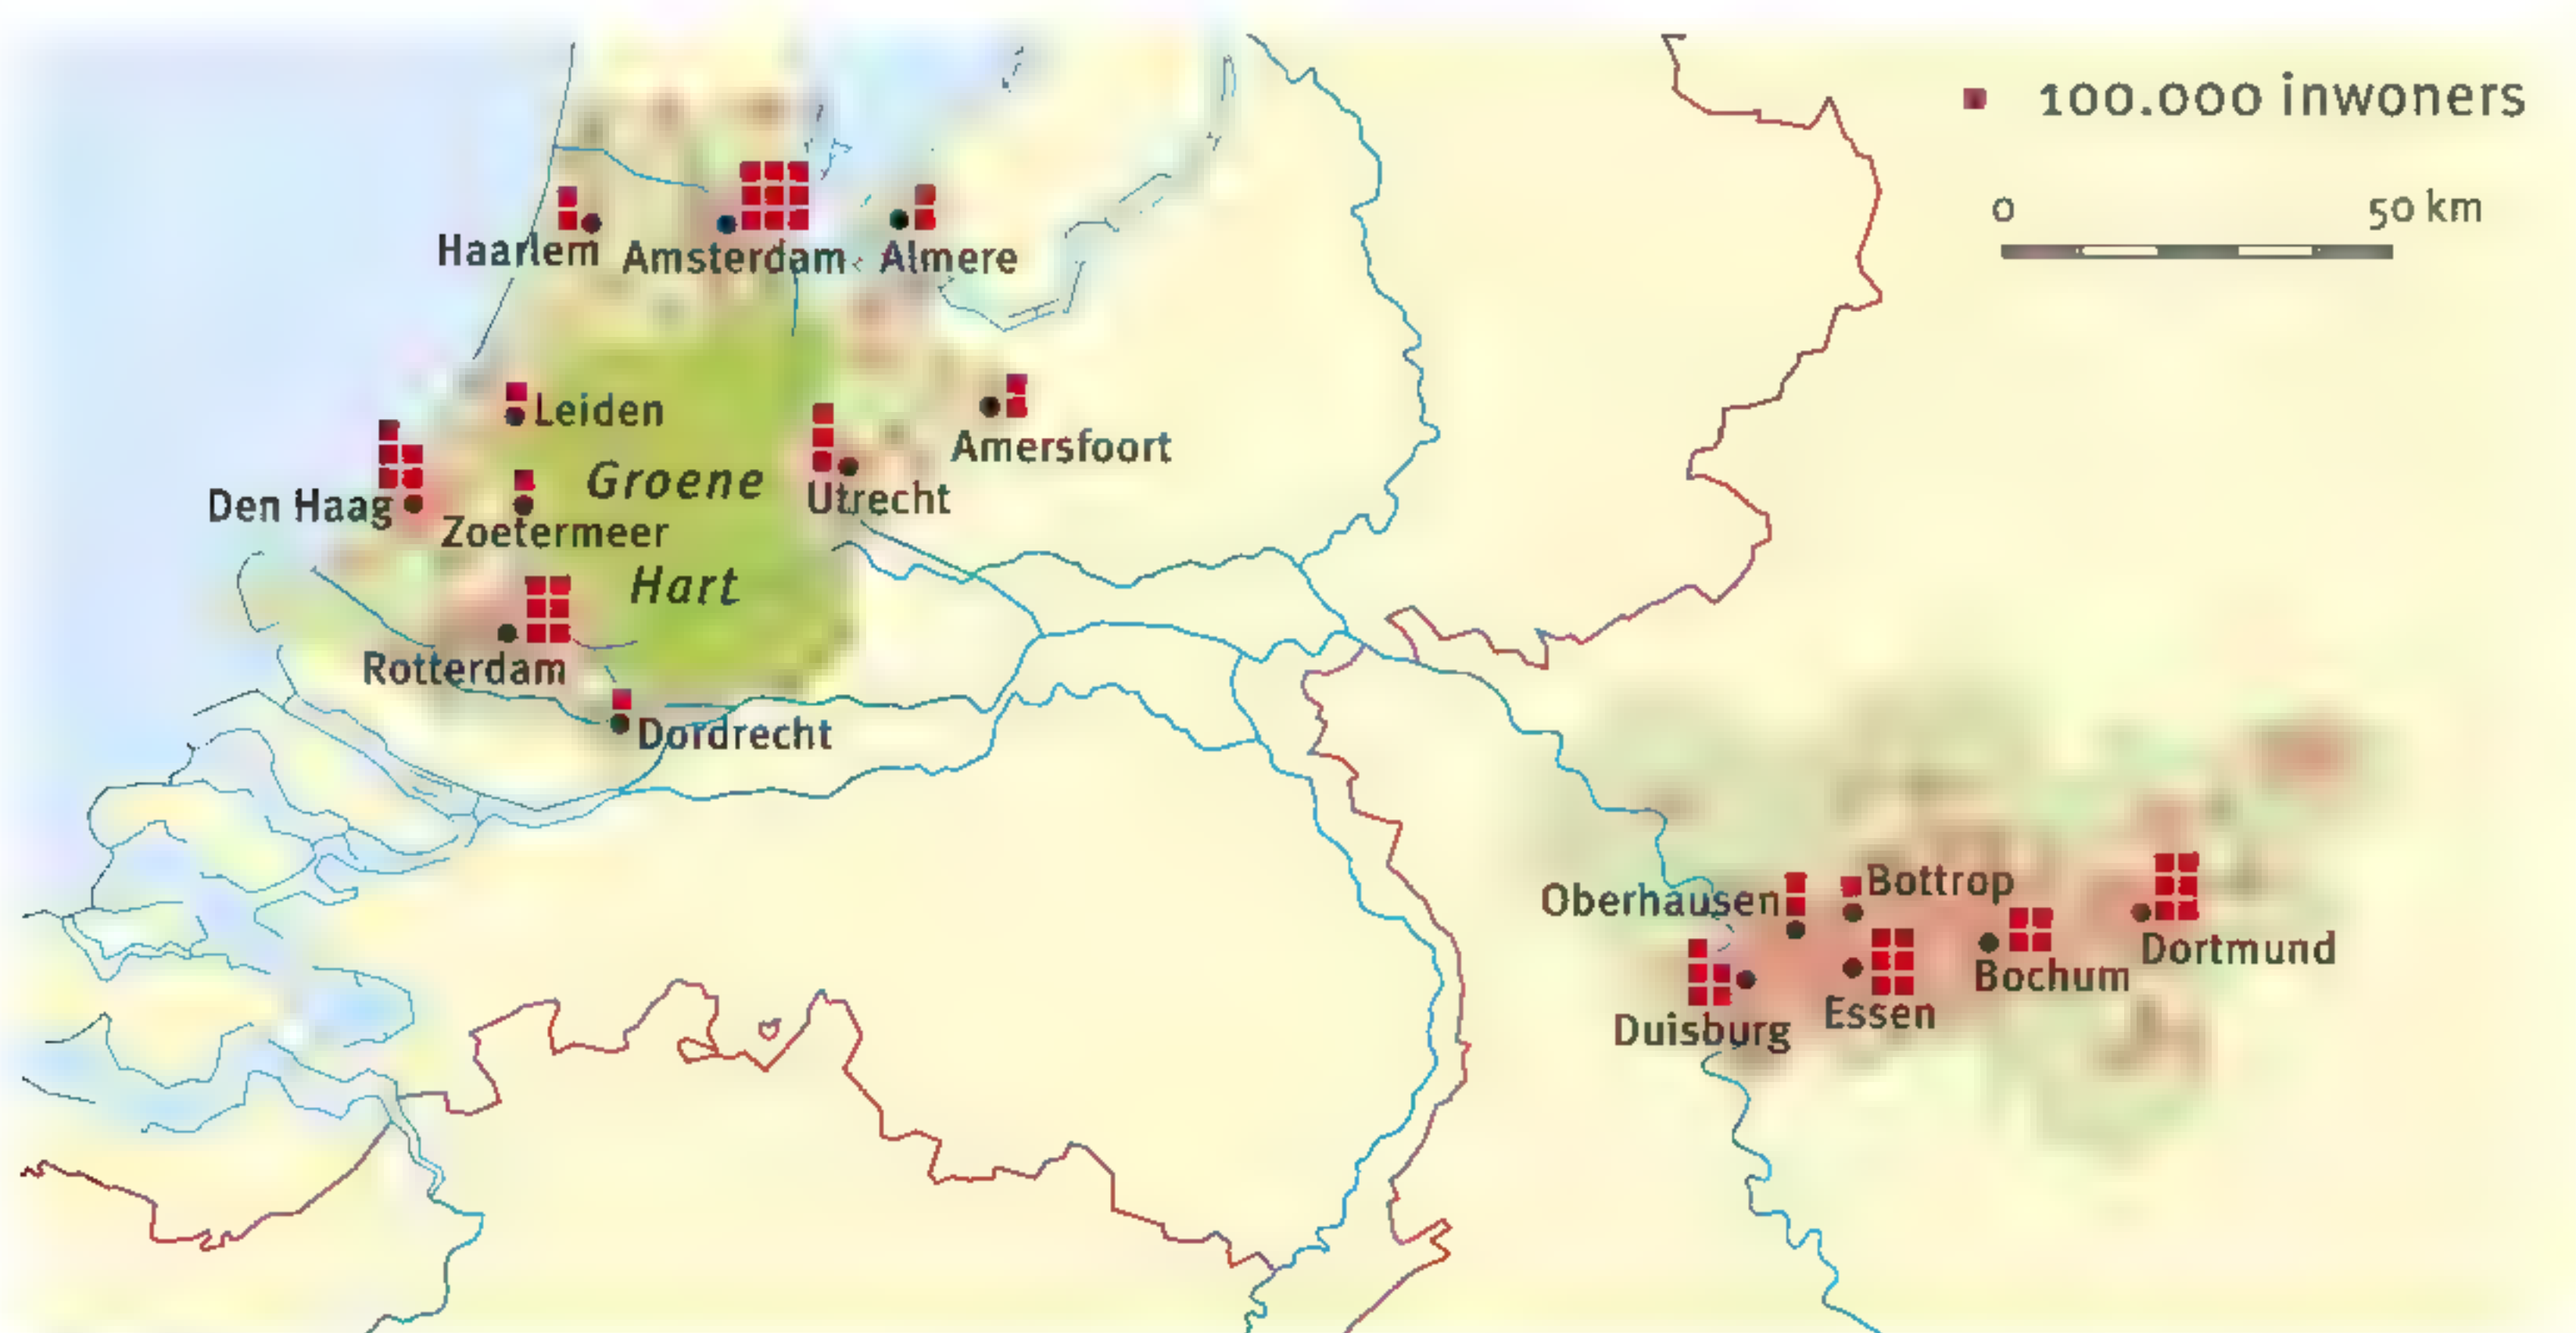 100.000 inwoners
0 50 km
Haarlem
Amsterdam
Almere
Leiden
Amersfoort
Groene
Utrecht
Den Haag
Zoetermeer
Hart
Rotterdam
Dordrecht
Bottrop
Oberhausen
Dortmund
Bochum
Essen
Duisburg